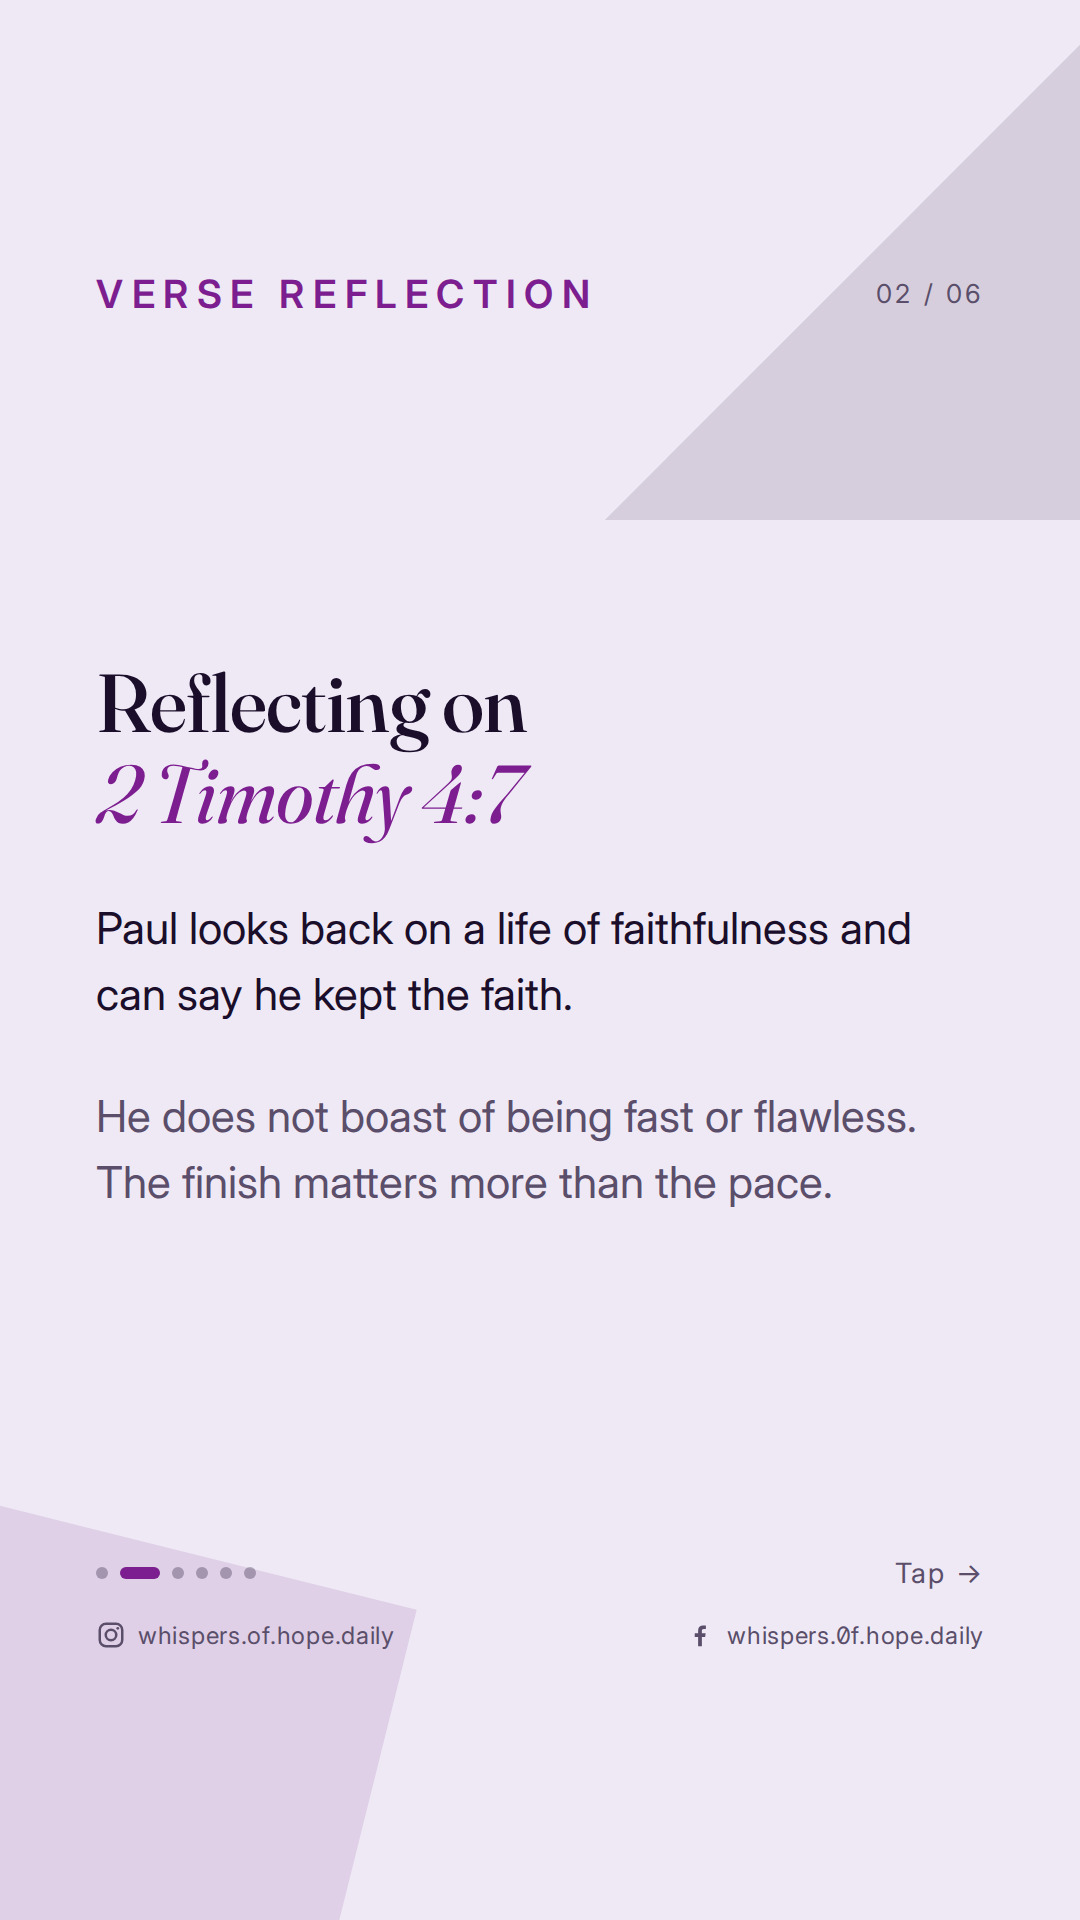 VERSE REFLECTION
02 / 06
Reflecting on
2 Timothy 4:7
Paul looks back on a life of faithfulness and
can say he kept the faith.
He does not boast of being fast or flawless.
The finish matters more than the pace.
Tap →
whispers.of.hope.daily
whispers.0f.hope.daily